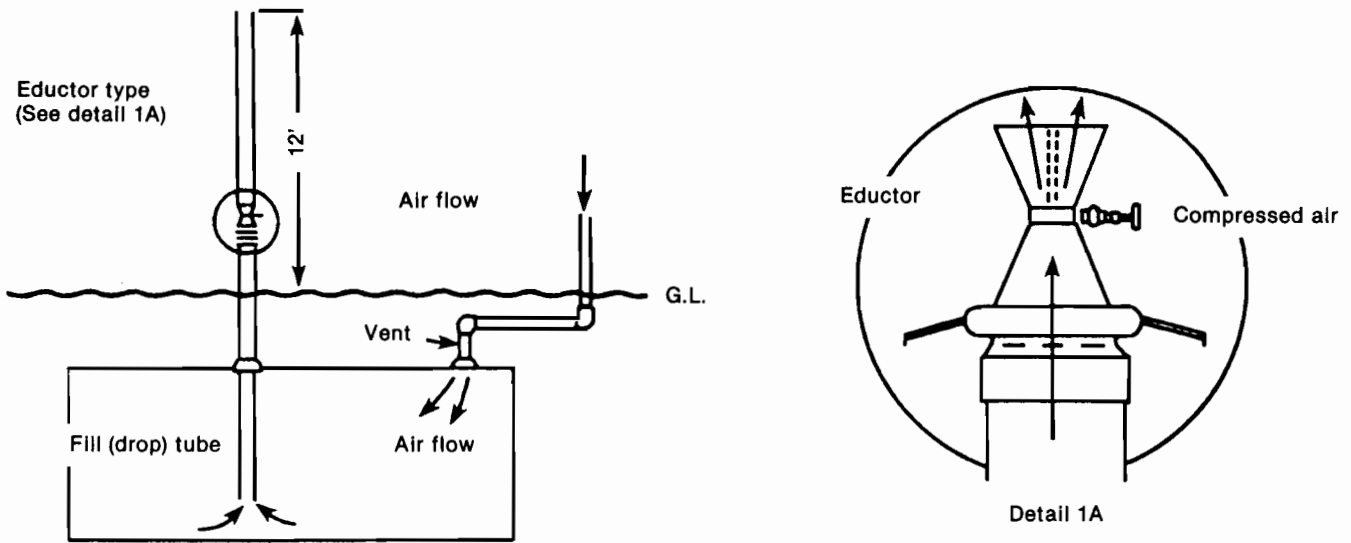 Eductor type
(See detail 1A)
12'
Air flow
G.L.
Vent
Fill (drop) tube
Air flow
Eductor
Compressed air
Detail 1A